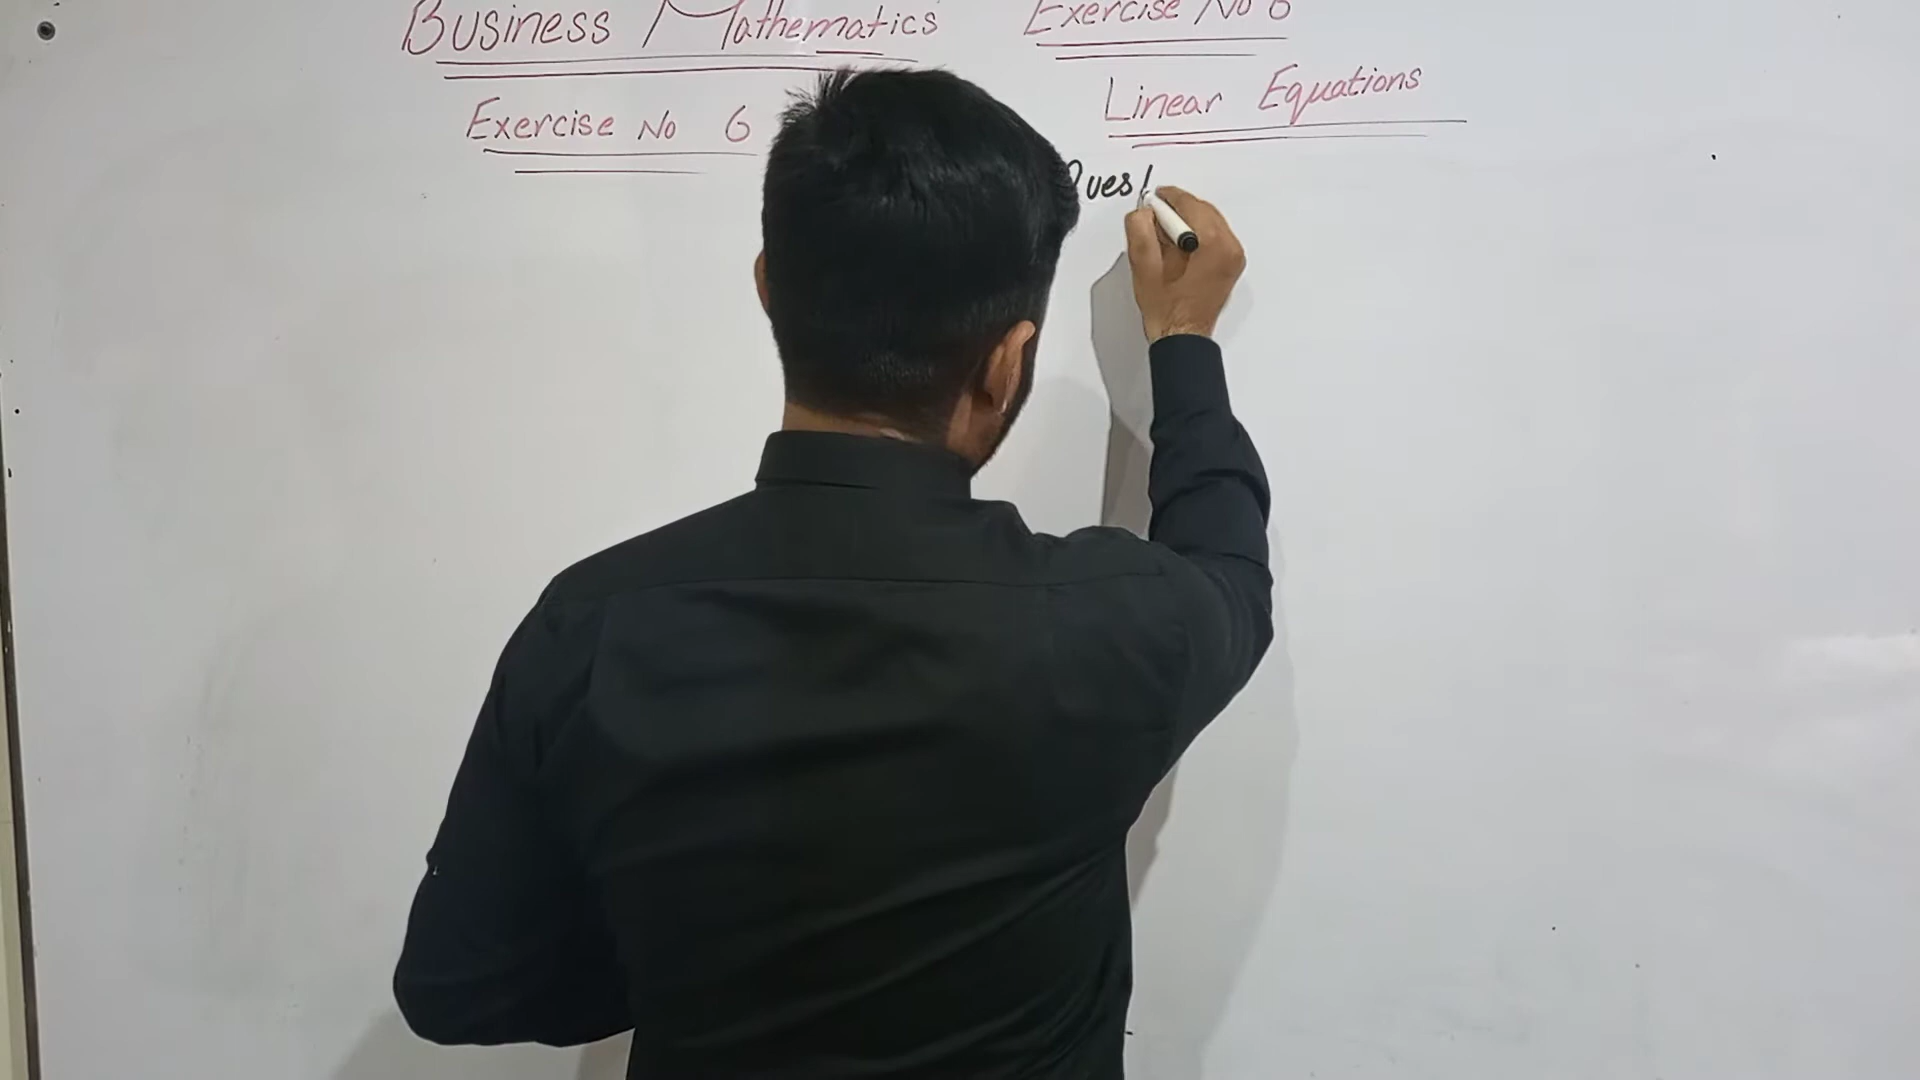 Business Mathematics
Exercise No 6
Exercise No 6
Linear Equations
Ques